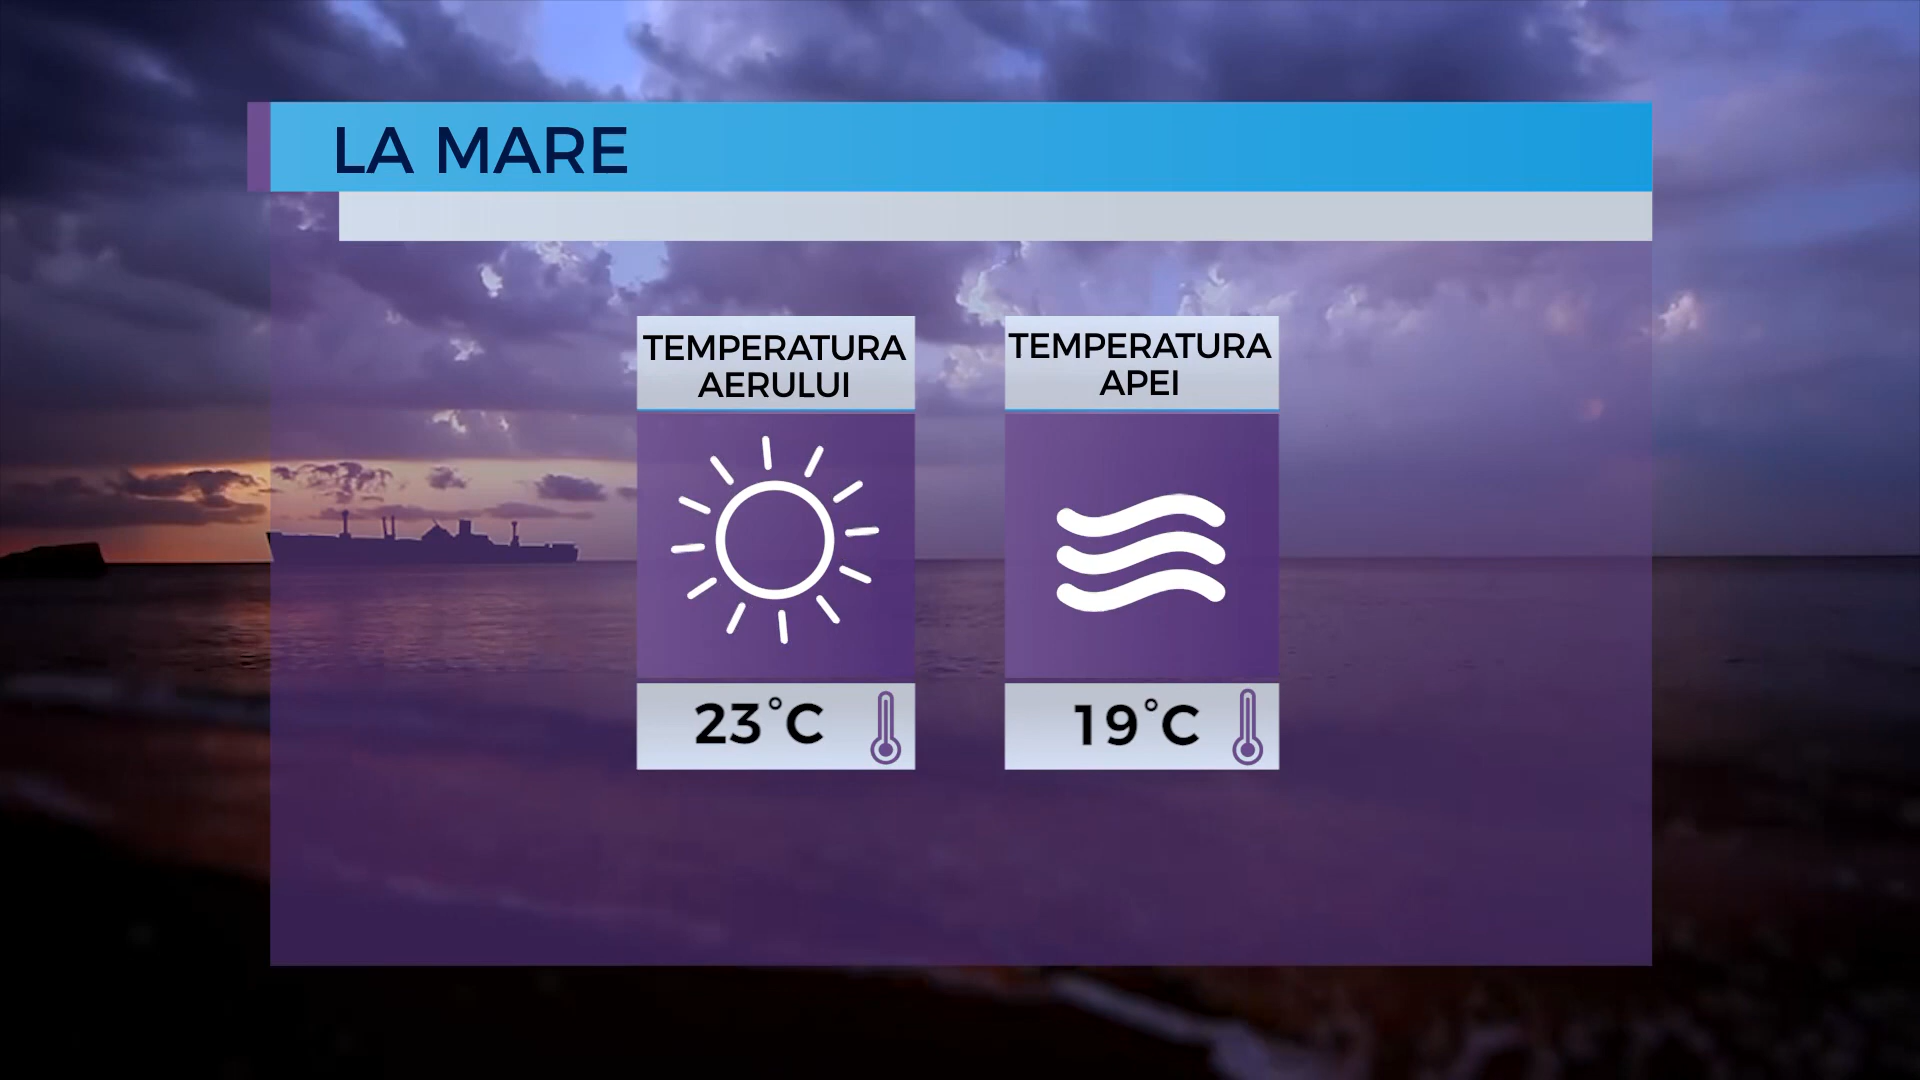 LA MARE
TEMPERATURA
AERULUI
23°C
TEMPERATURA
APEI
19°C